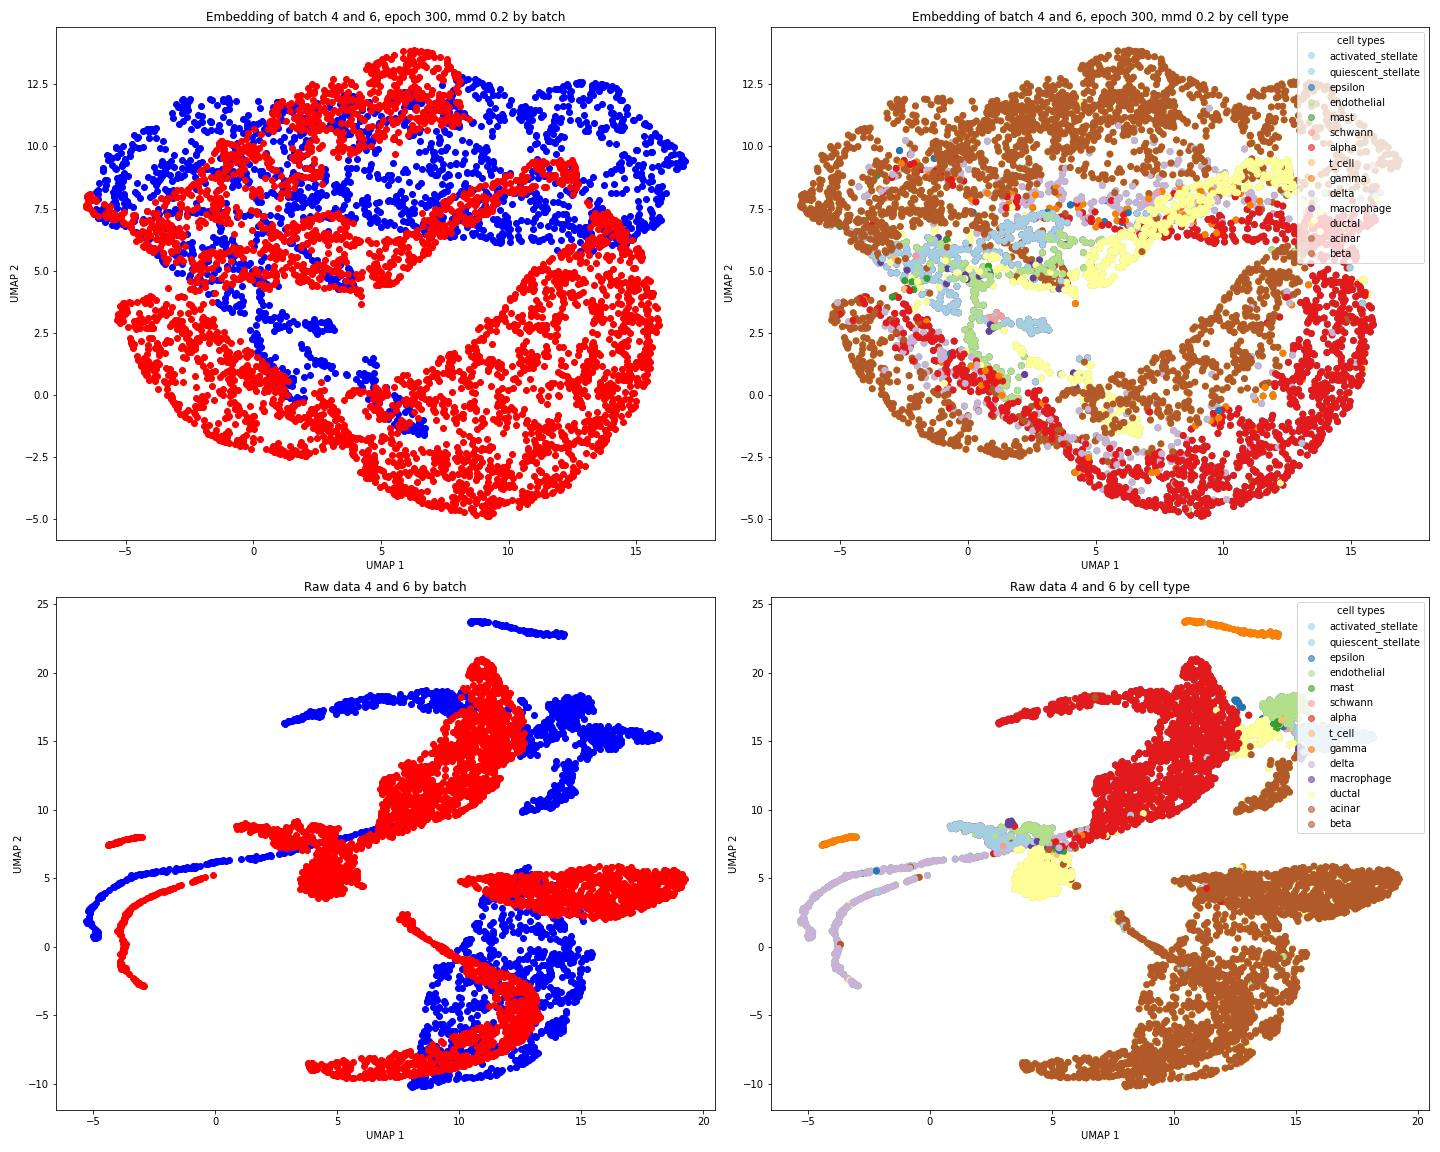 Embedding of batch 4 and 6, epoch 300, mmd 0.2 by batch
12.5
10.0
7.5
5.0
2.5
0.0
−2.5
−5.0
UMAP 2
−5
0
5
10
15
UMAP 1
Embedding of batch 4 and 6, epoch 300, mmd 0.2 by cell type
12.5
10.0
7.5
5.0
2.5
0.0
−2.5
−5.0
UMAP 2
cell types
activated_stellate
quiescent_stellate
epsilon
endothelial
mast
schwann
alpha
t_cell
gamma
delta
macrophage
ductal
acinar
beta
−5
0
5
10
15
UMAP 1
Raw data 4 and 6 by batch
25
20
15
10
5
0
−5
−10
UMAP 2
−5
0
5
10
15
20
UMAP 1
Raw data 4 and 6 by cell type
25
20
15
10
5
0
−5
−10
UMAP 2
cell types
activated_stellate
quiescent_stellate
epsilon
endothelial
mast
schwann
alpha
t_cell
gamma
delta
macrophage
ductal
acinar
beta
−5
0
5
10
15
20
UMAP 1